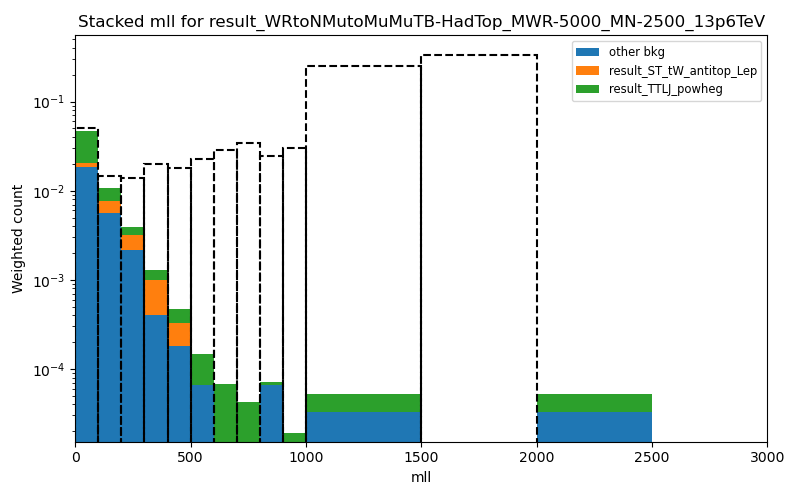 Stacked mll for result_WRtoNMutoMuMuTB-HadTop_MWR-5000_MN-2500_13p6TeV
other bkg
result_ST_tW_antitop_Lep
result_TTLJ_powheg
Weighted count
10⁻¹
10⁻²
10⁻³
10⁻⁴
0 500 1000 1500 2000 2500 3000
mll